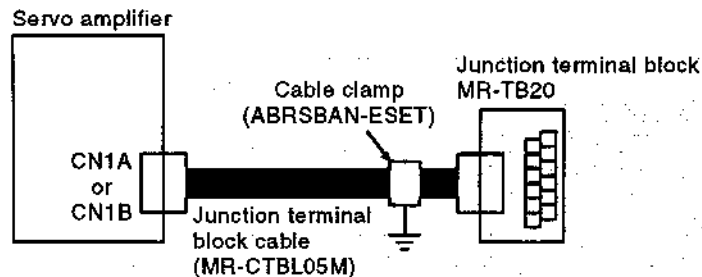 Servo amplifier
Junction terminal block
MR-TB20
Cable clamp
(ABRSBAN-ESET)
CN1A
or
CN1B
Junction terminal
block cable
(MR-CTBL05M)